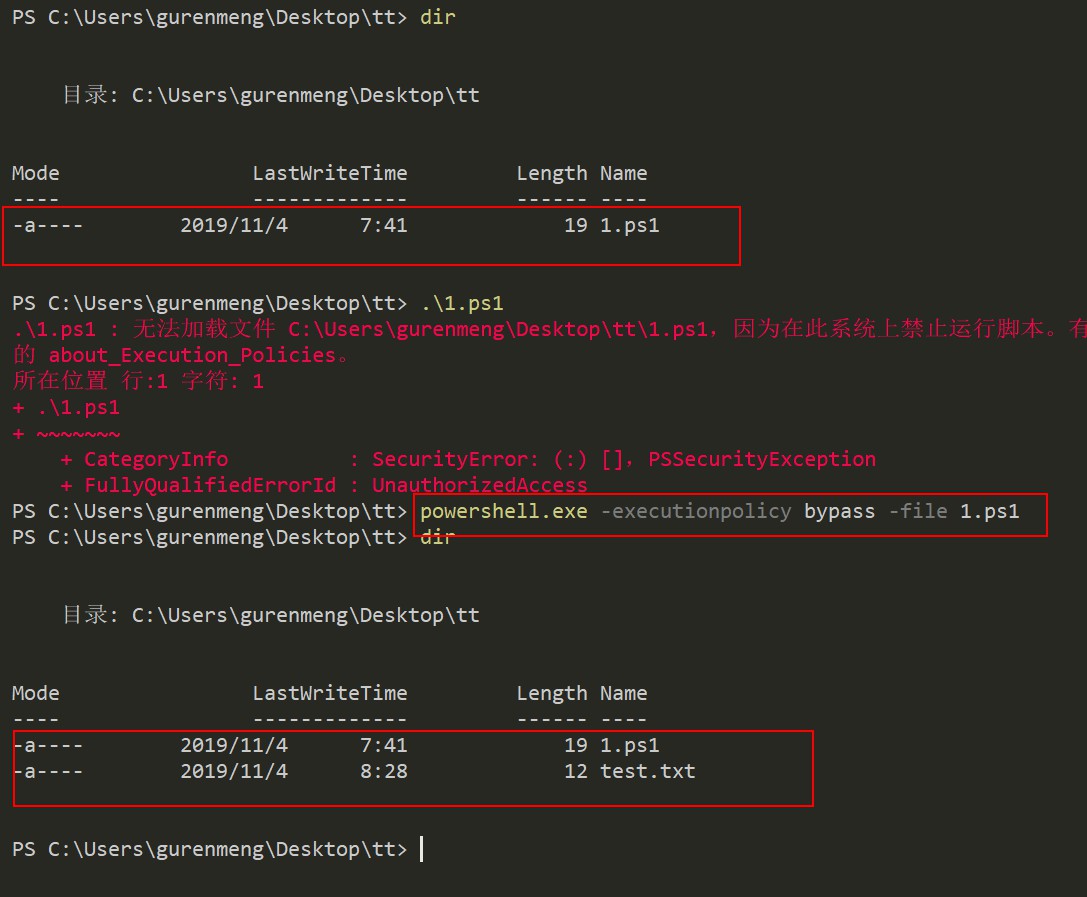 PS C:\Users\gurenmeng\Desktop\tt> dir
目录: C:\Users\gurenmeng\Desktop\tt
Mode                LastWriteTime         Length Name
----                -------------         ------ ----
-a----        2019/11/4      7:41             19 1.ps1
PS C:\Users\gurenmeng\Desktop\tt> .\1.ps1
.\1.ps1 : 无法加载文件 C:\Users\gurenmeng\Desktop\tt\1.ps1，因为在此系统上禁止运行脚本。有
的 about_Execution_Policies。
所在位置 行:1 字符: 1
+ .\1.ps1
+ ~~~~~~~
    + CategoryInfo          : SecurityError: (:) []，PSSecurityException
    + FullyQualifiedErrorId : UnauthorizedAccess
PS C:\Users\gurenmeng\Desktop\tt> powershell.exe -executionpolicy bypass -file 1.ps1
PS C:\Users\gurenmeng\Desktop\tt> dir
目录: C:\Users\gurenmeng\Desktop\tt
Mode                LastWriteTime         Length Name
----                -------------         ------ ----
-a----        2019/11/4      7:41             19 1.ps1
-a----        2019/11/4      8:28             12 test.txt
PS C:\Users\gurenmeng\Desktop\tt>